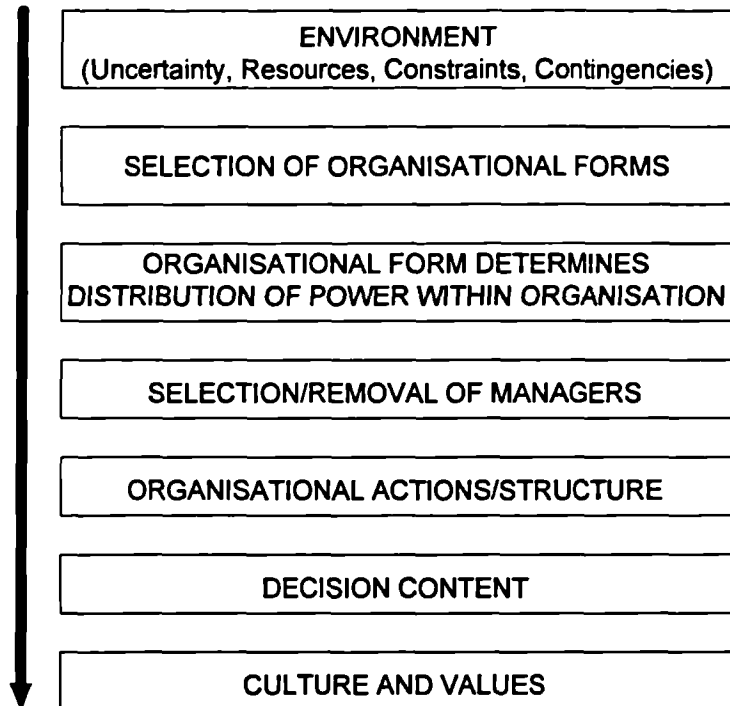 ENVIRONMENT
(Uncertainty, Resources, Constraints, Contingencies)
SELECTION OF ORGANISATIONAL FORMS
ORGANISATIONAL FORM DETERMINES
DISTRIBUTION OF POWER WITHIN ORGANISATION
SELECTION/REMOVAL OF MANAGERS
ORGANISATIONAL ACTIONS/STRUCTURE
DECISION CONTENT
CULTURE AND VALUES